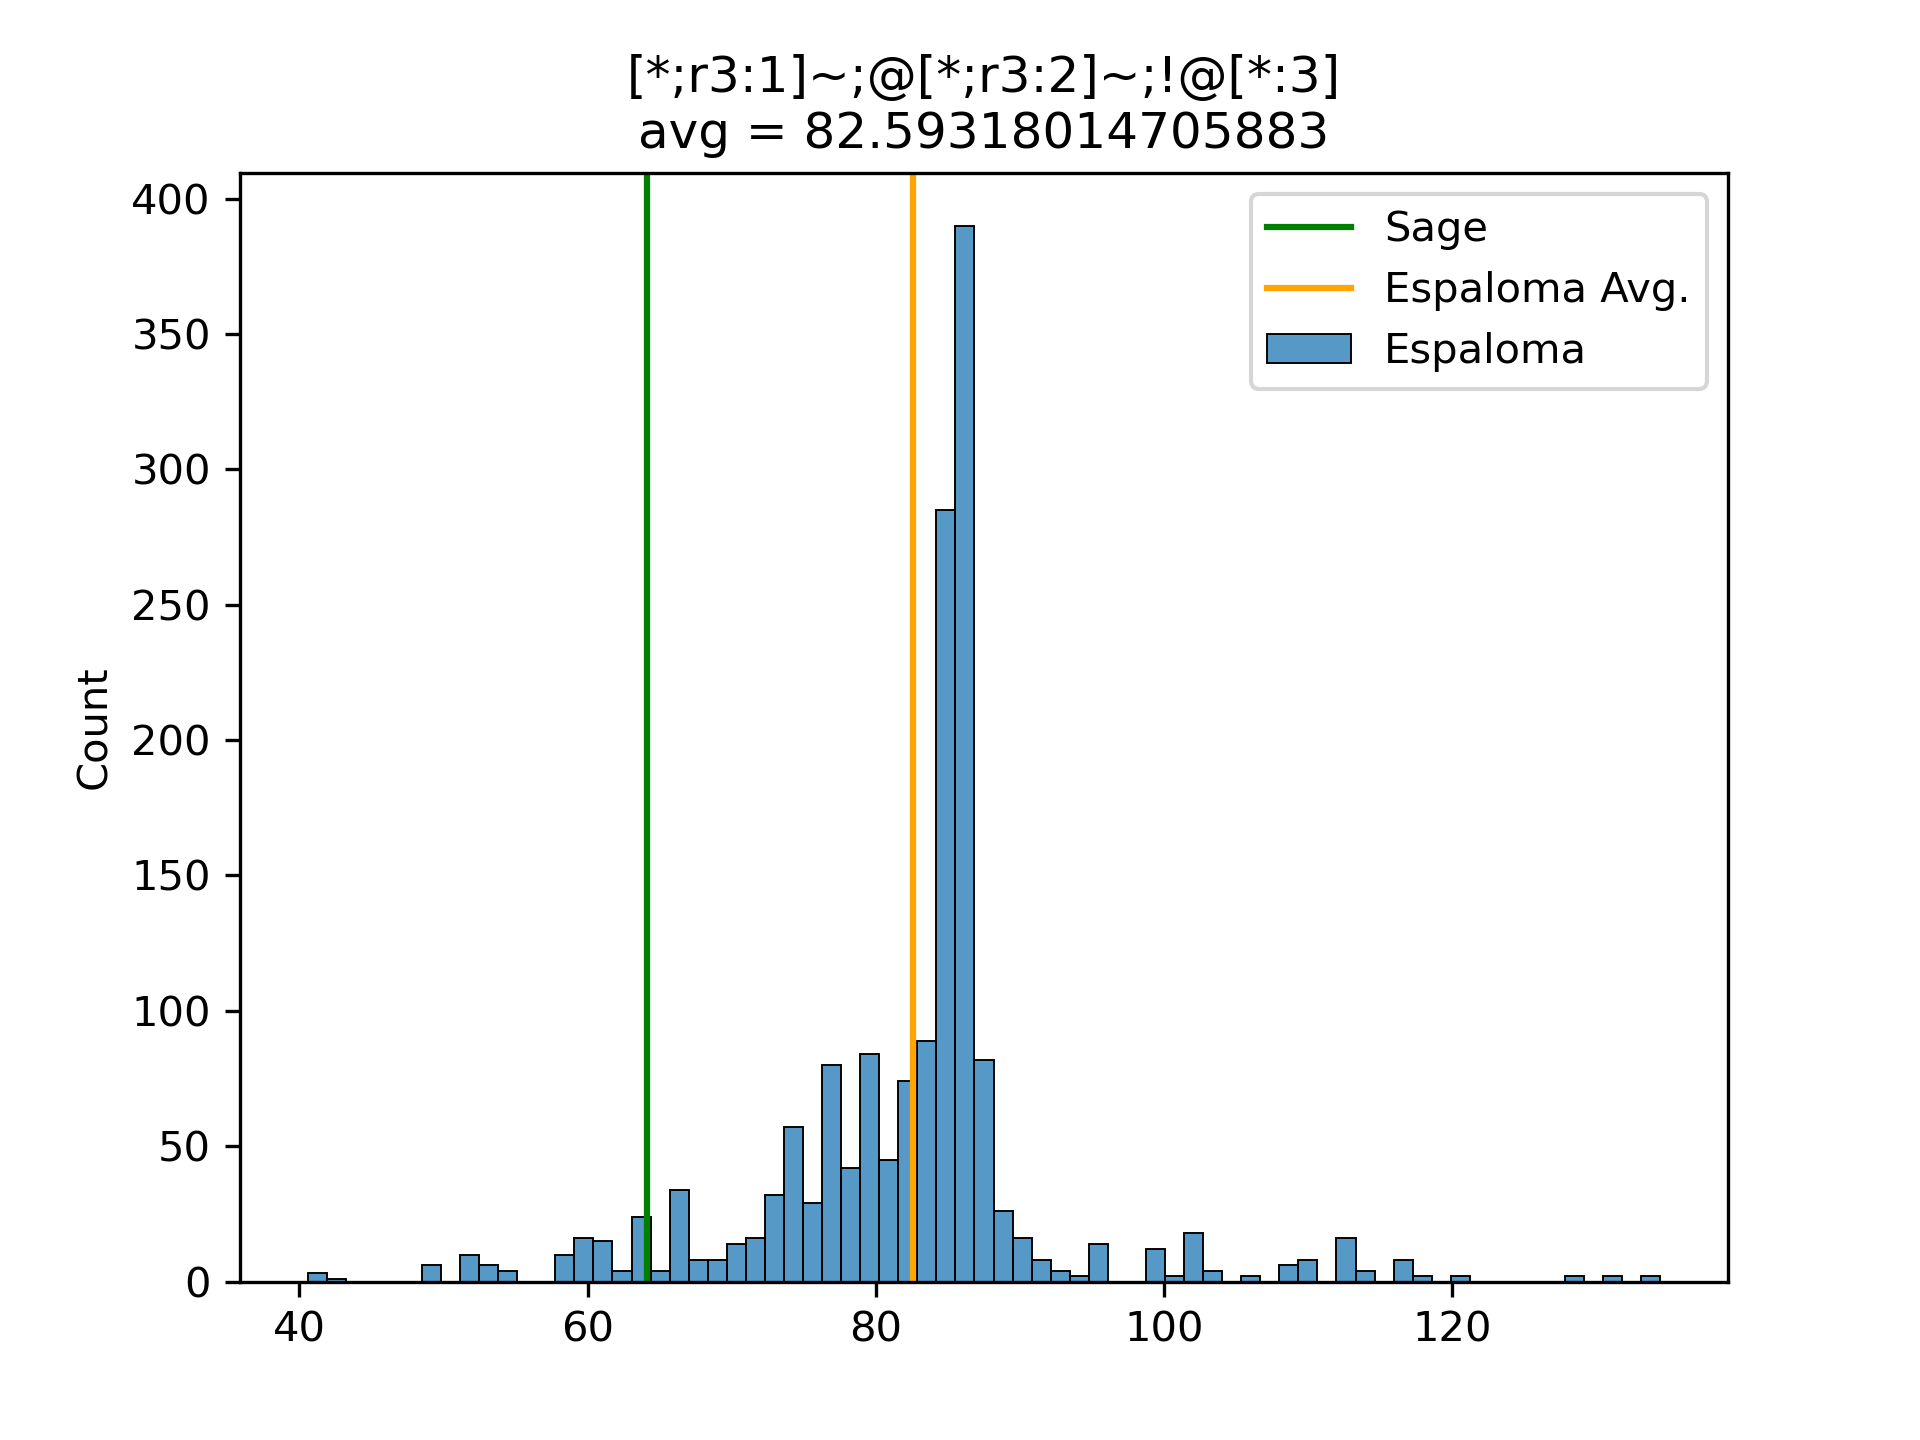 [*;r3:1]~;@[*;r3:2]~;!@[*:3]
avg = 82.59318014705883
Sage
Espaloma Avg.
Espaloma
Count
400
350
300
250
200
150
100
50
0
40 60 80 100 120